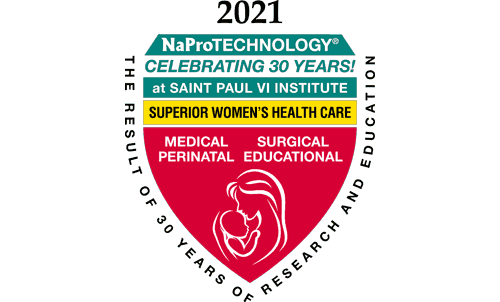 2021
NaProTECHNOLOGY®
CELEBRATING 30 YEARS!
at SAINT PAUL VI INSTITUTE
SUPERIOR WOMEN'S HEALTH CARE
MEDICAL SURGICAL
PERINATAL EDUCATIONAL
THE RESULT OF 30 YEARS OF RESEARCH AND EDUCATION